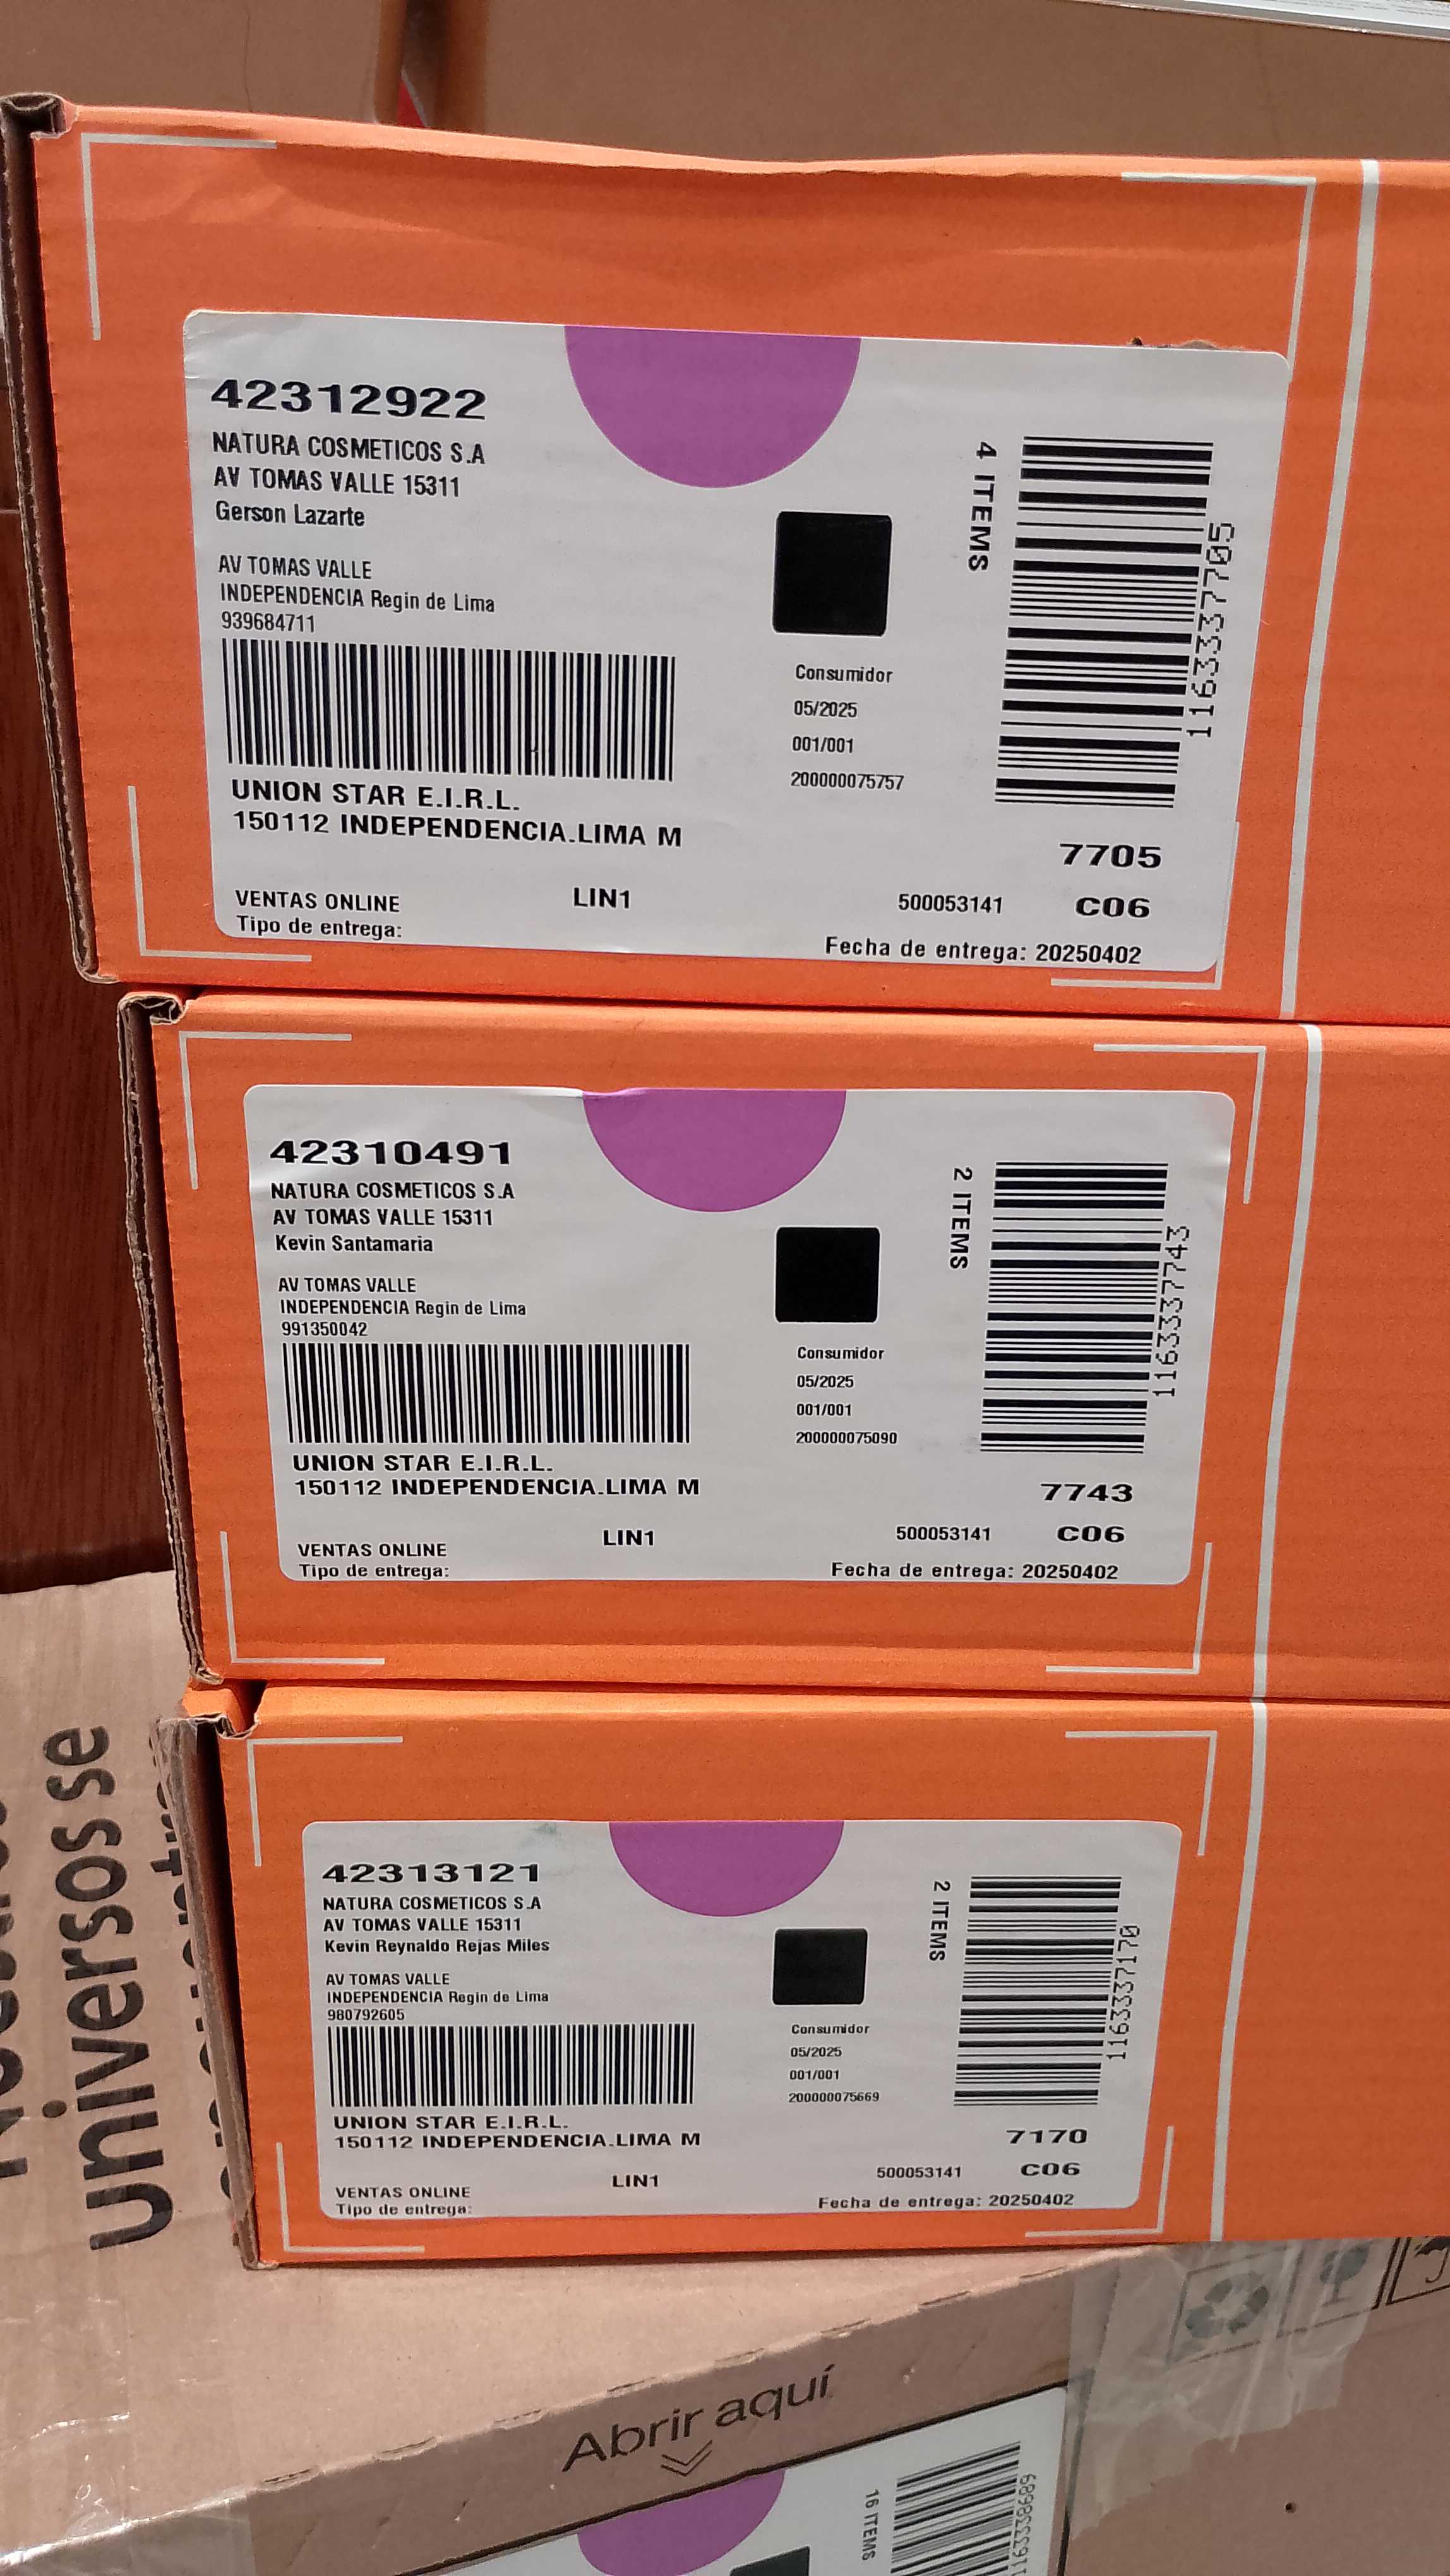 42312922
NATURA COSMETICOS S.A
AV TOMAS VALLE 15311
Gerson Lazarte
AV TOMAS VALLE
INDEPENDENCIA Regin de Lima
939684711
UNION STAR E.I.R.L.
150112 INDEPENDENCIA.LIMA M
VENTAS ONLINE
Tipo de entrega:
LIN1
Consumidor
05/2025
001/001
200000075757
4 ITEMS
1163337705
7705
500053141
C06
Fecha de entrega: 20250402
42310491
NATURA COSMETICOS S.A
AV TOMAS VALLE 15311
Kevin Santamaria
AV TOMAS VALLE
INDEPENDENCIA Regin de Lima
991350042
UNION STAR E.I.R.L.
150112 INDEPENDENCIA.LIMA M
VENTAS ONLINE
Tipo de entrega:
LIN1
Consumidor
05/2025
001/001
200000075090
2 ITEMS
1163337743
7743
500053141
C06
Fecha de entrega: 20250402
42313121
NATURA COSMETICOS S.A
AV TOMAS VALLE 15311
Kevin Reynaldo Rejas Miles
AV TOMAS VALLE
INDEPENDENCIA Regin de Lima
980792605
UNION STAR E.I.R.L.
150112 INDEPENDENCIA.LIMA M
VENTAS ONLINE
Tipo de entrega:
LIN1
Consumidor
05/2025
001/001
200000075669
2 ITEMS
1163337170
7170
500053141
C06
Fecha de entrega: 20250402
universos se
Abrir aquí
16 ITEMS
1163338689